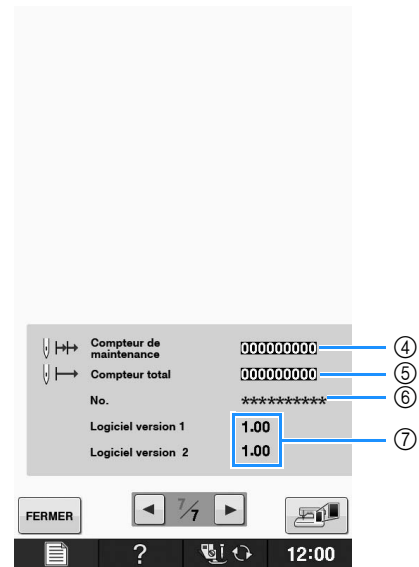 Compteur de
maintenance 000000000 ④
Compteur total 000000000 ⑤
No. ********** ⑥
Logiciel version 1 1.00
⑦
Logiciel version 2 1.00
FERMER 7/7
? 12:00